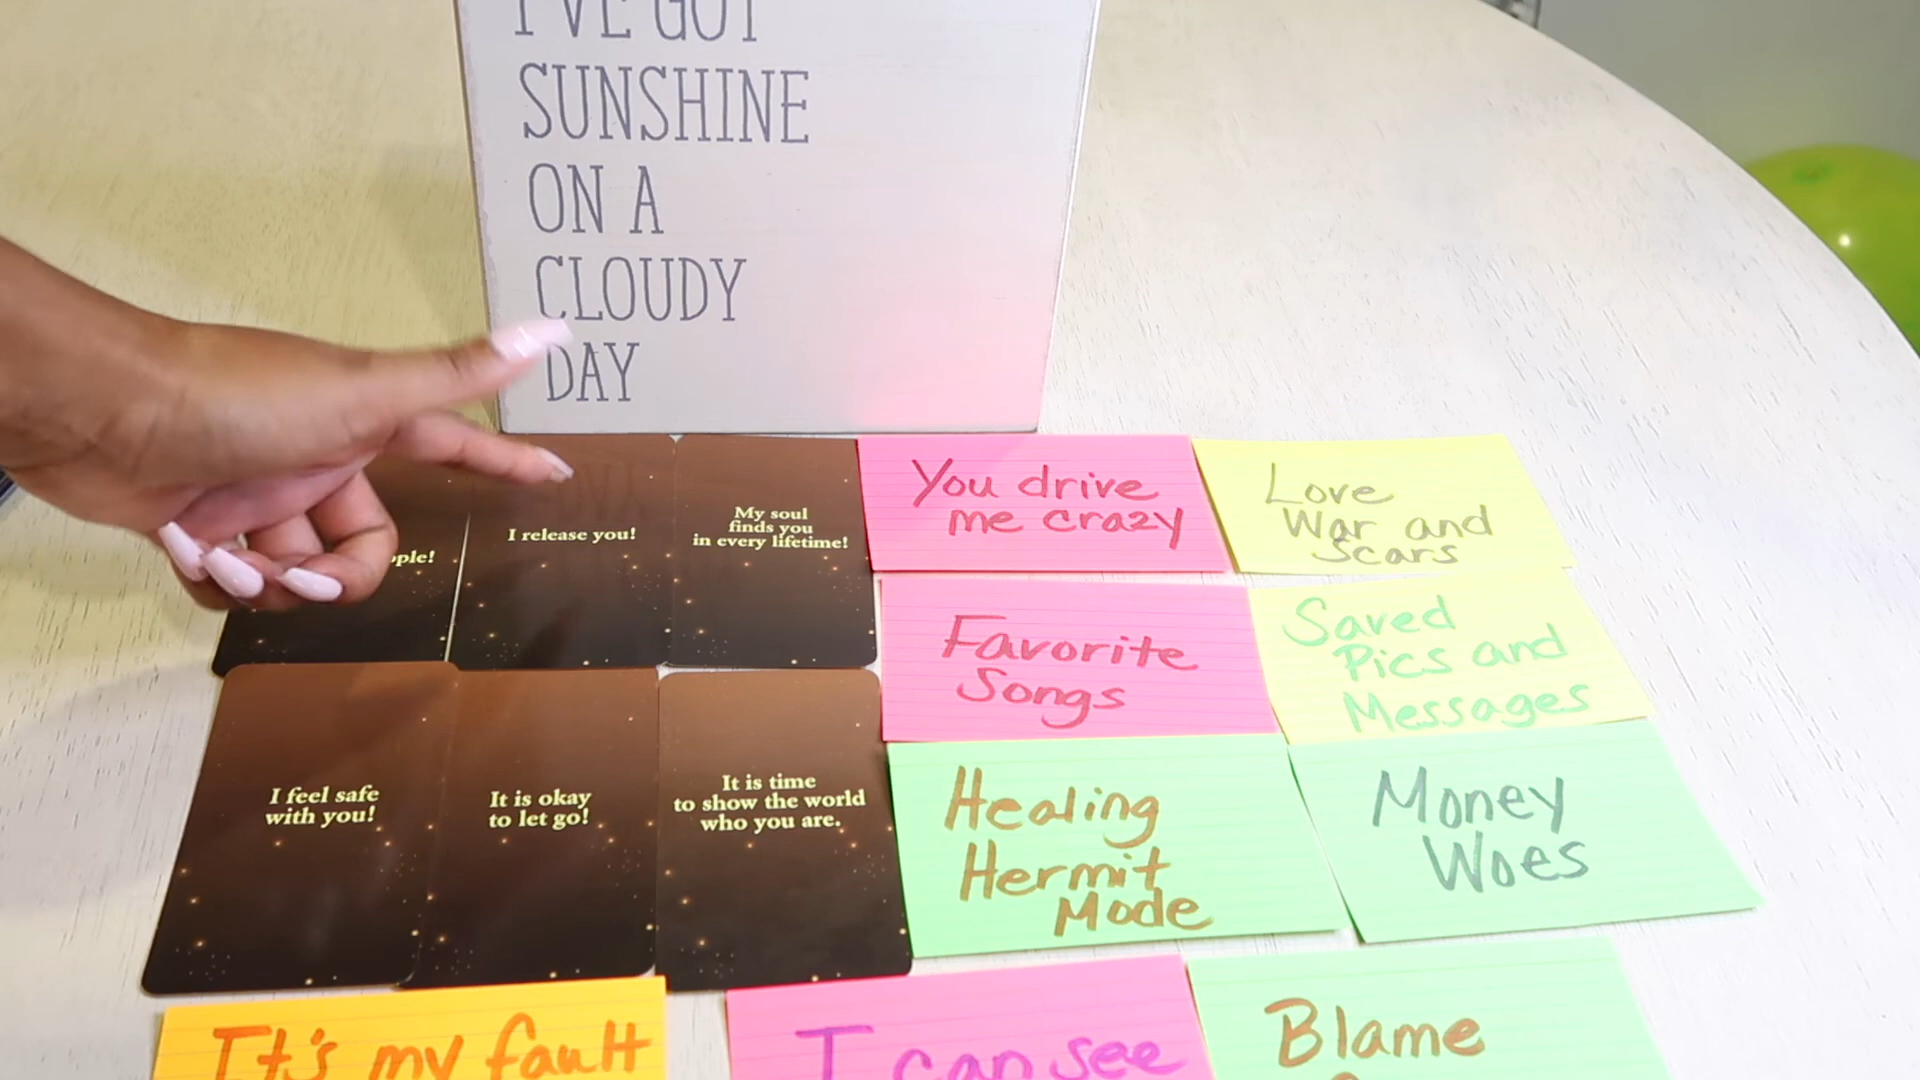 I'VE GOT
SUNSHINE
ON A
CLOUDY
DAY
I release you!
My soul
finds you
in every lifetime!
You drive
me crazy
Love
War and
Scars
Favorite
Songs
Saved
Pics and
Messages
I feel safe
with you!
It is okay
to let go!
It is time
to show the world
who you are.
Healing
Hermit
Mode
Money
Woes
It's my fault
I can see
Blame